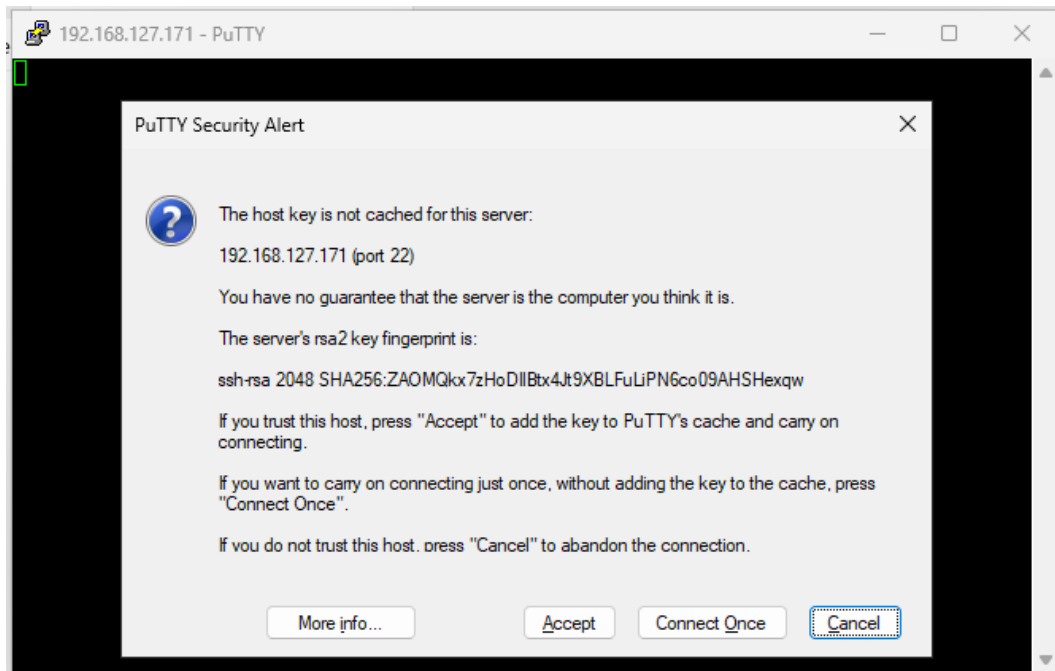 192.168.127.171 - PuTTY
PuTTY Security Alert
The host key is not cached for this server:
192.168.127.171 (port 22)
You have no guarantee that the server is the computer you think it is.
The server's rsa2 key fingerprint is:
ssh-rsa 2048 SHA256:ZAOMQkx7zHoDIlBtx4Jt9XBLFuLiPN6co09AHSHexqw
If you trust this host, press "Accept" to add the key to PuTTY's cache and carry on
connecting.
If you want to carry on connecting just once, without adding the key to the cache, press
"Connect Once".
If you do not trust this host, press "Cancel" to abandon the connection.
More info...
Accept
Connect Once
Cancel